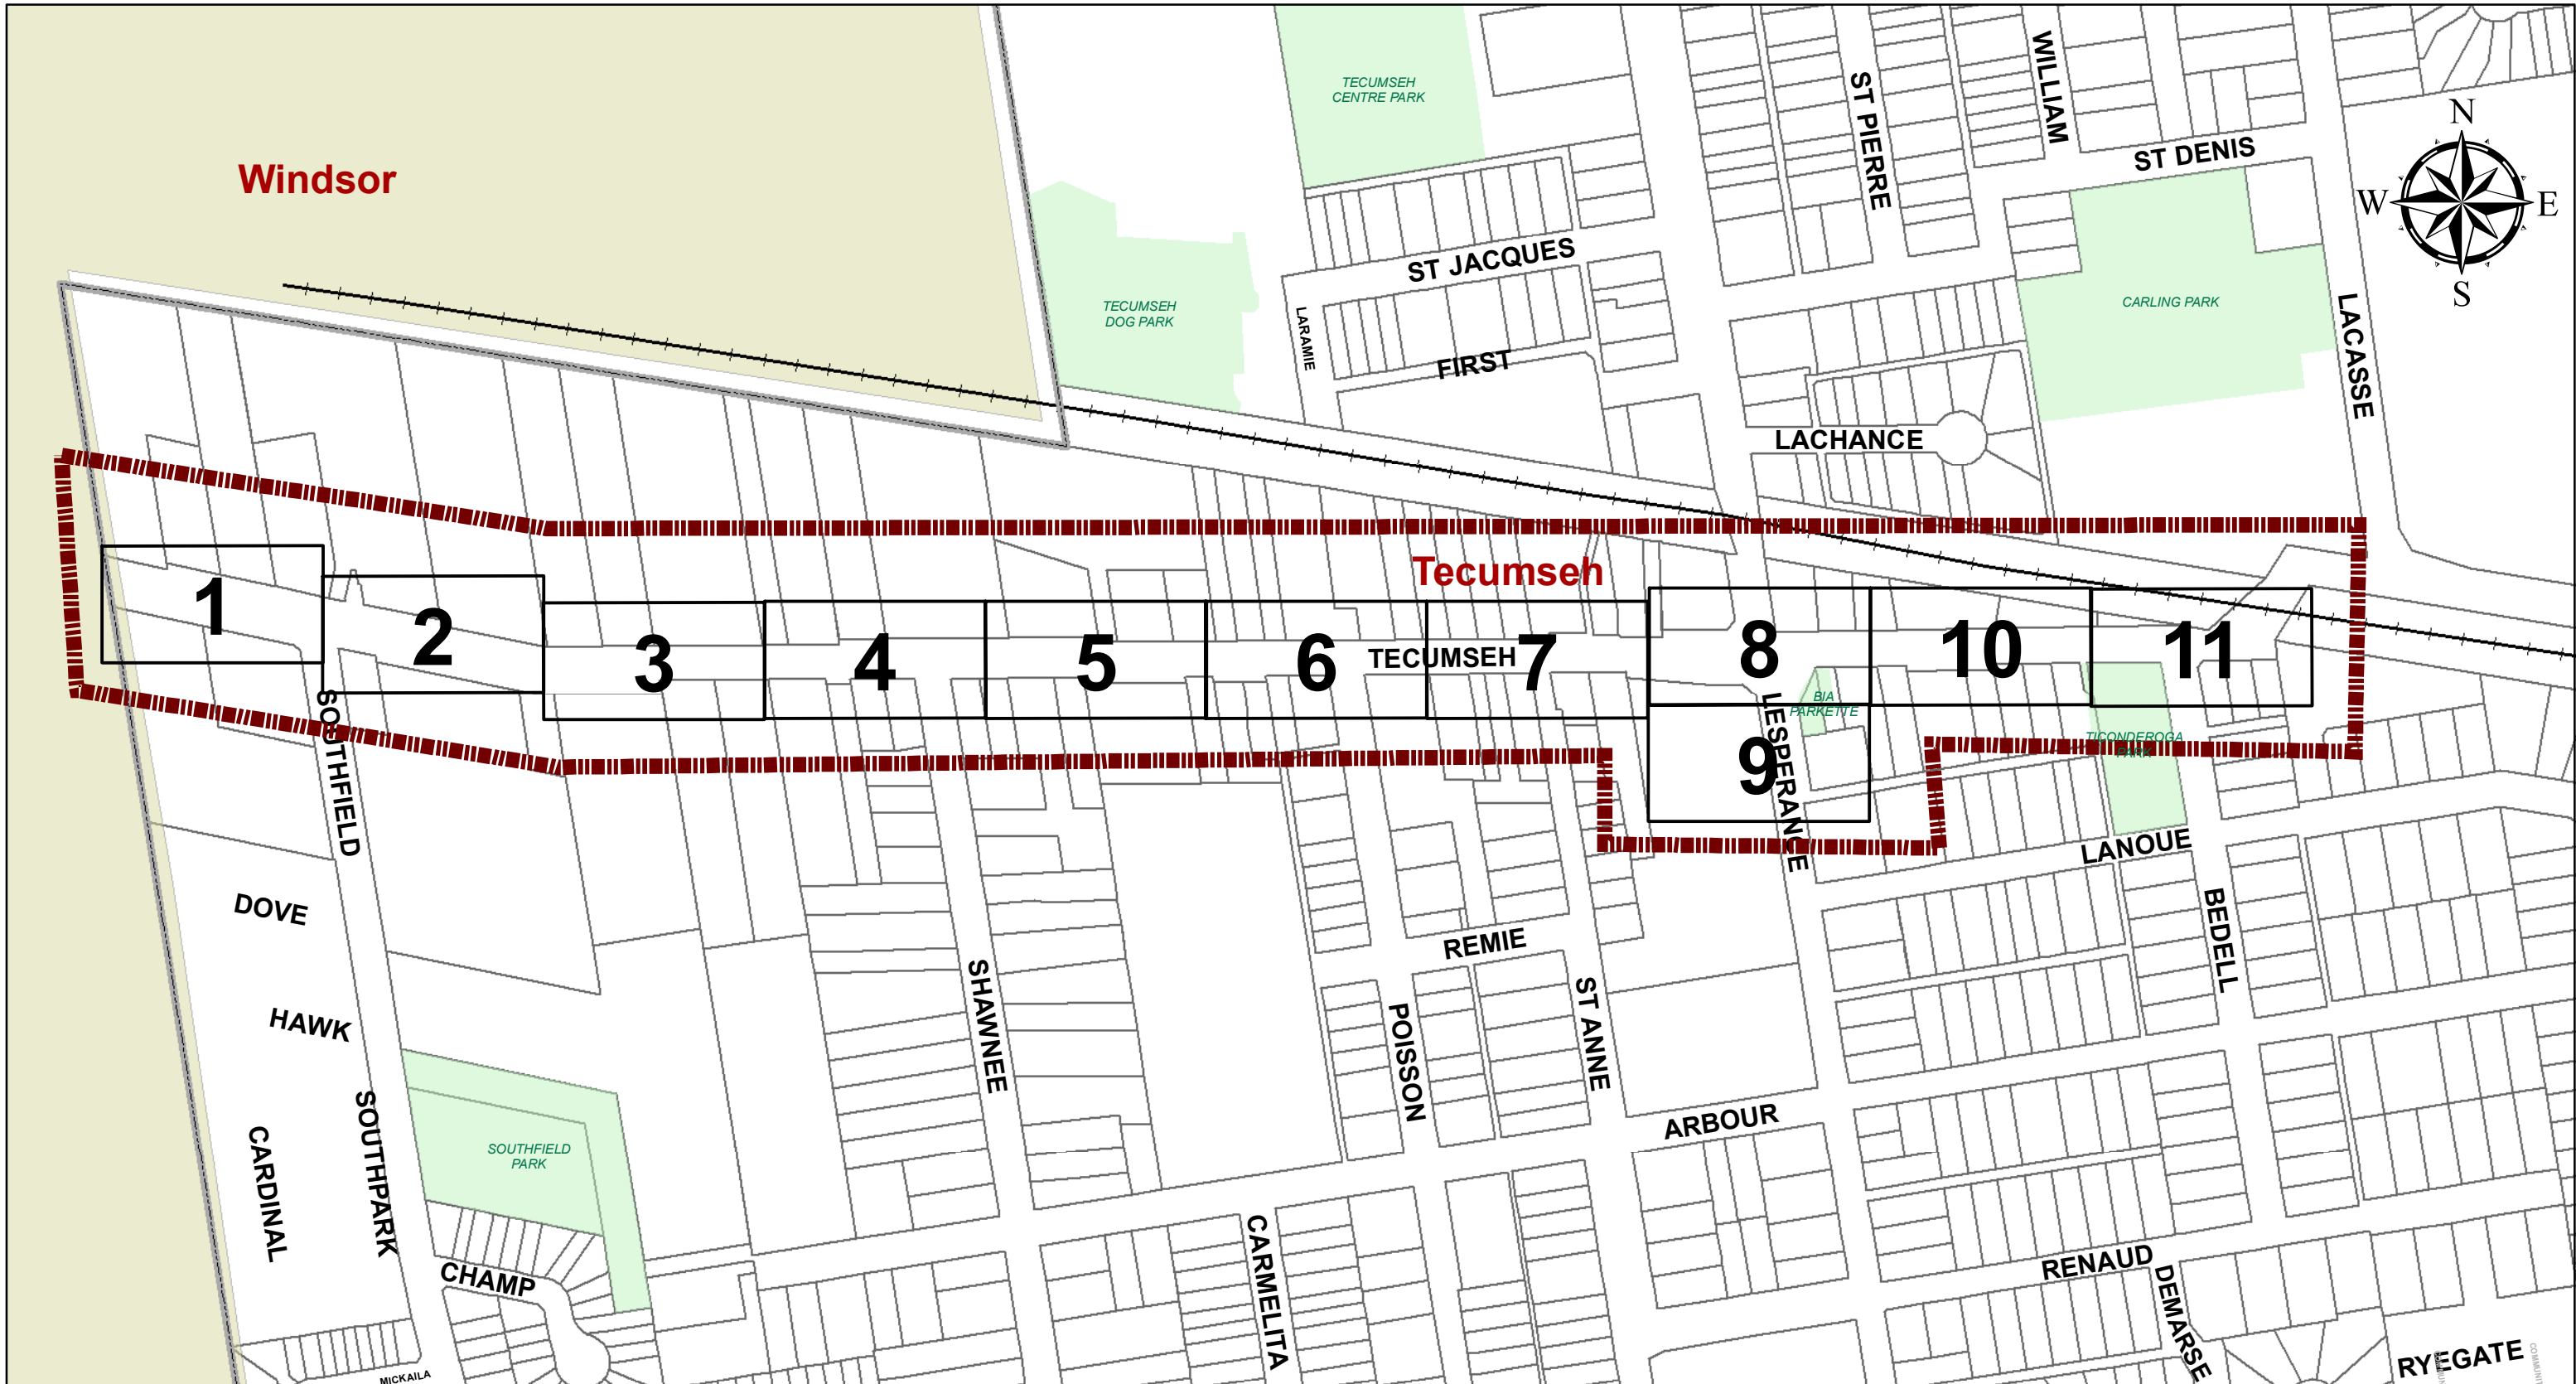 TECUMSEH
CENTRE PARK
WILLIAM
ST PIERRE
N
ST DENIS
W
E
S
Windsor
ST JACQUES
TECUMSEH
DOG PARK
CARLING PARK
LARAMIE
LACASSE
FIRST
LACHANCE
Tecumseh
1
2
3
4
5
6
TECUMSEH
7
8
10
11
BIA
PARKETTE
SOUTHFIELD
LESPERANCE
9
TICONDEROGA
PARK
LANOUE
DOVE
BEDELL
REMIE
HAWK
SHAWNEE
POISSON
ST ANNE
SOUTHPARK
ARBOUR
CARDINAL
SOUTHFIELD
PARK
CHAMP
CARMELITA
RENAUD
DEMARSE
RYEGATE
MICKAILA